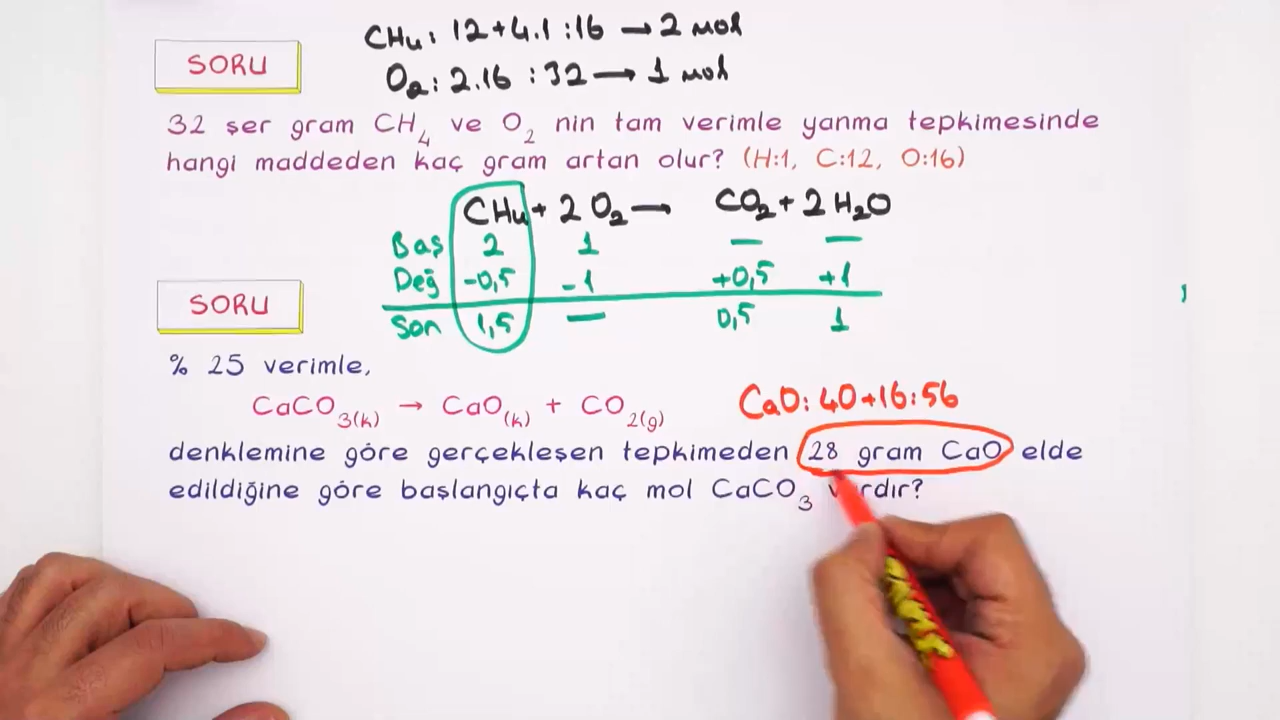 CH4: 12+4.1:16 → 2 mol
O2: 2.16 : 32 → 1 mol
SORU
32 şer gram CH4 ve O2 nin tam verimle yanma tepkimesinde
hangi maddeden kaç gram artan olur? (H:1, C:12, O:16)
CH4 + 2 O2 → CO2 + 2 H2O
Baş 2 1 — —
Değ -0,5 -1 +0,5 +1
Son 1,5 — 0,5 1
SORU
% 25 verimle,
CaCO3(k) → CaO(k) + CO2(g)
CaO: 40+16:56
denklemine göre gerçekleşen tepkimeden 28 gram CaO elde
edildiğine göre başlangıçta kaç mol CaCO3 vardır?